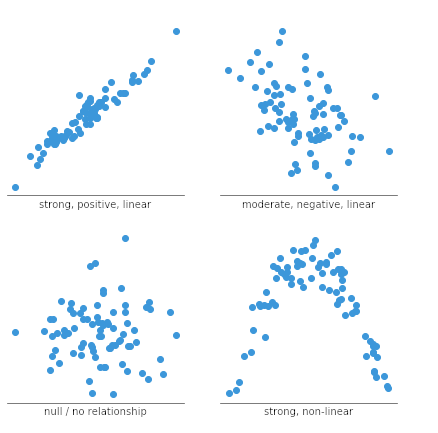 strong, positive, linear
moderate, negative, linear
null / no relationship
strong, non-linear